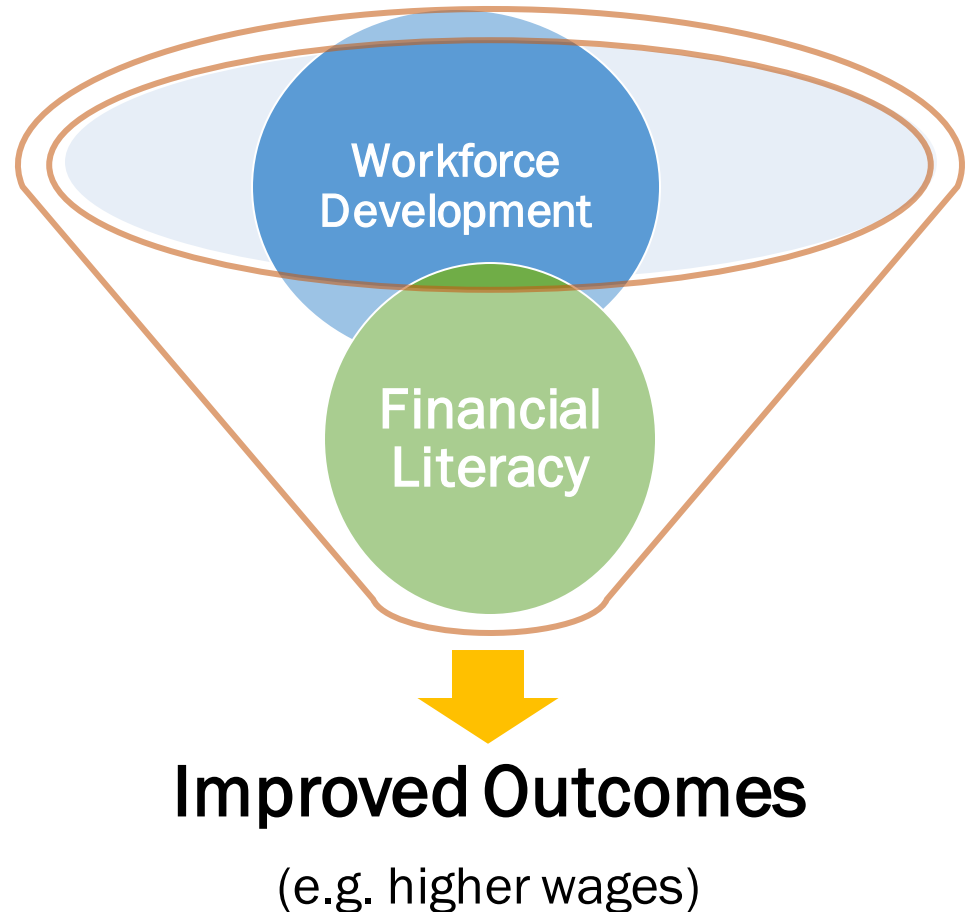 Workforce
Development
Financial
Literacy
Improved Outcomes
(e.g. higher wages)